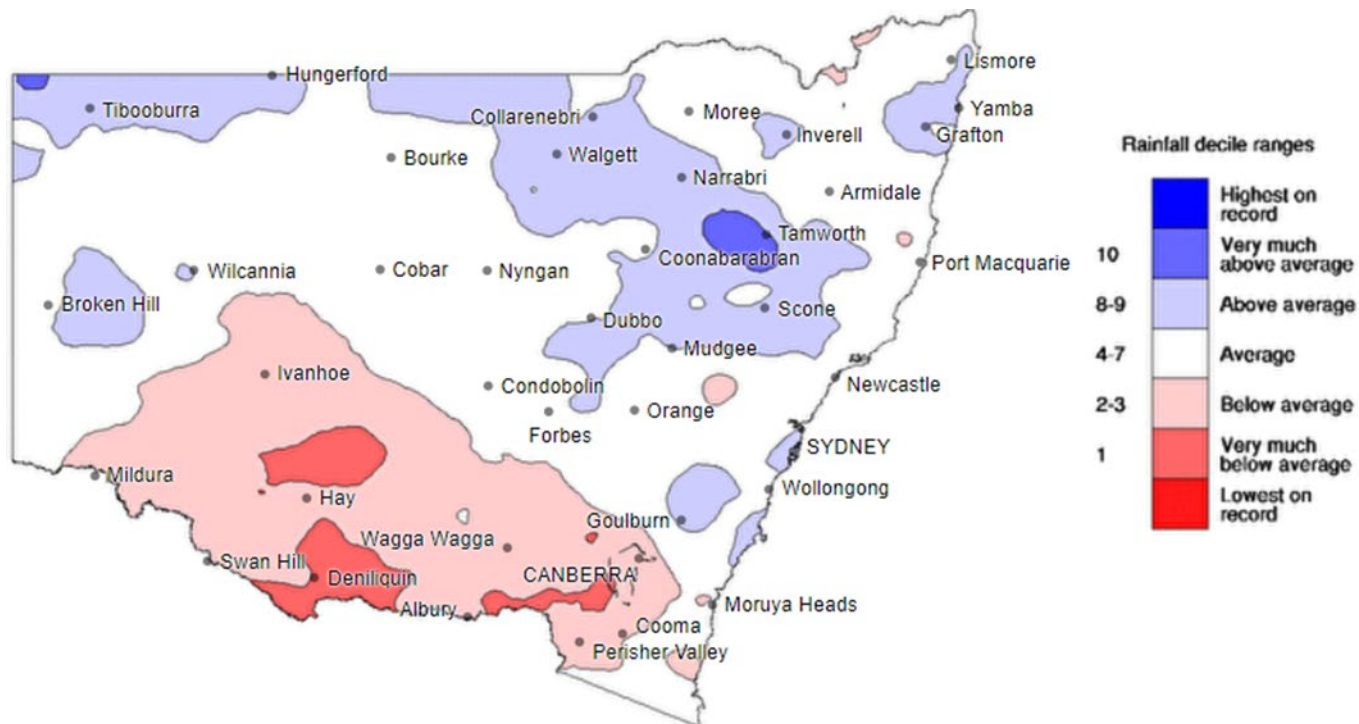 Hungerford
Lismore
Tibooburra
Collarenebri
Moree
Yamba
Inverell
Grafton
Bourke
Walgett
Narrabri
Armidale
Tamworth
Coonabarabran
Port Macquarie
Wilcannia
Cobar
Nyngan
Broken Hill
Scone
Dubbo
Mudgee
Ivanhoe
Condobolin
Newcastle
Orange
Forbes
SYDNEY
Mildura
Wollongong
Hay
Goulburn
Wagga Wagga
Swan Hill
Deniliquin
CANBERRA
Albury
Moruya Heads
Cooma
Perisher Valley
Rainfall decile ranges
Highest on
record
10
Very much
above average
8-9
Above average
4-7
Average
2-3
Below average
1
Very much
below average
Lowest on
record